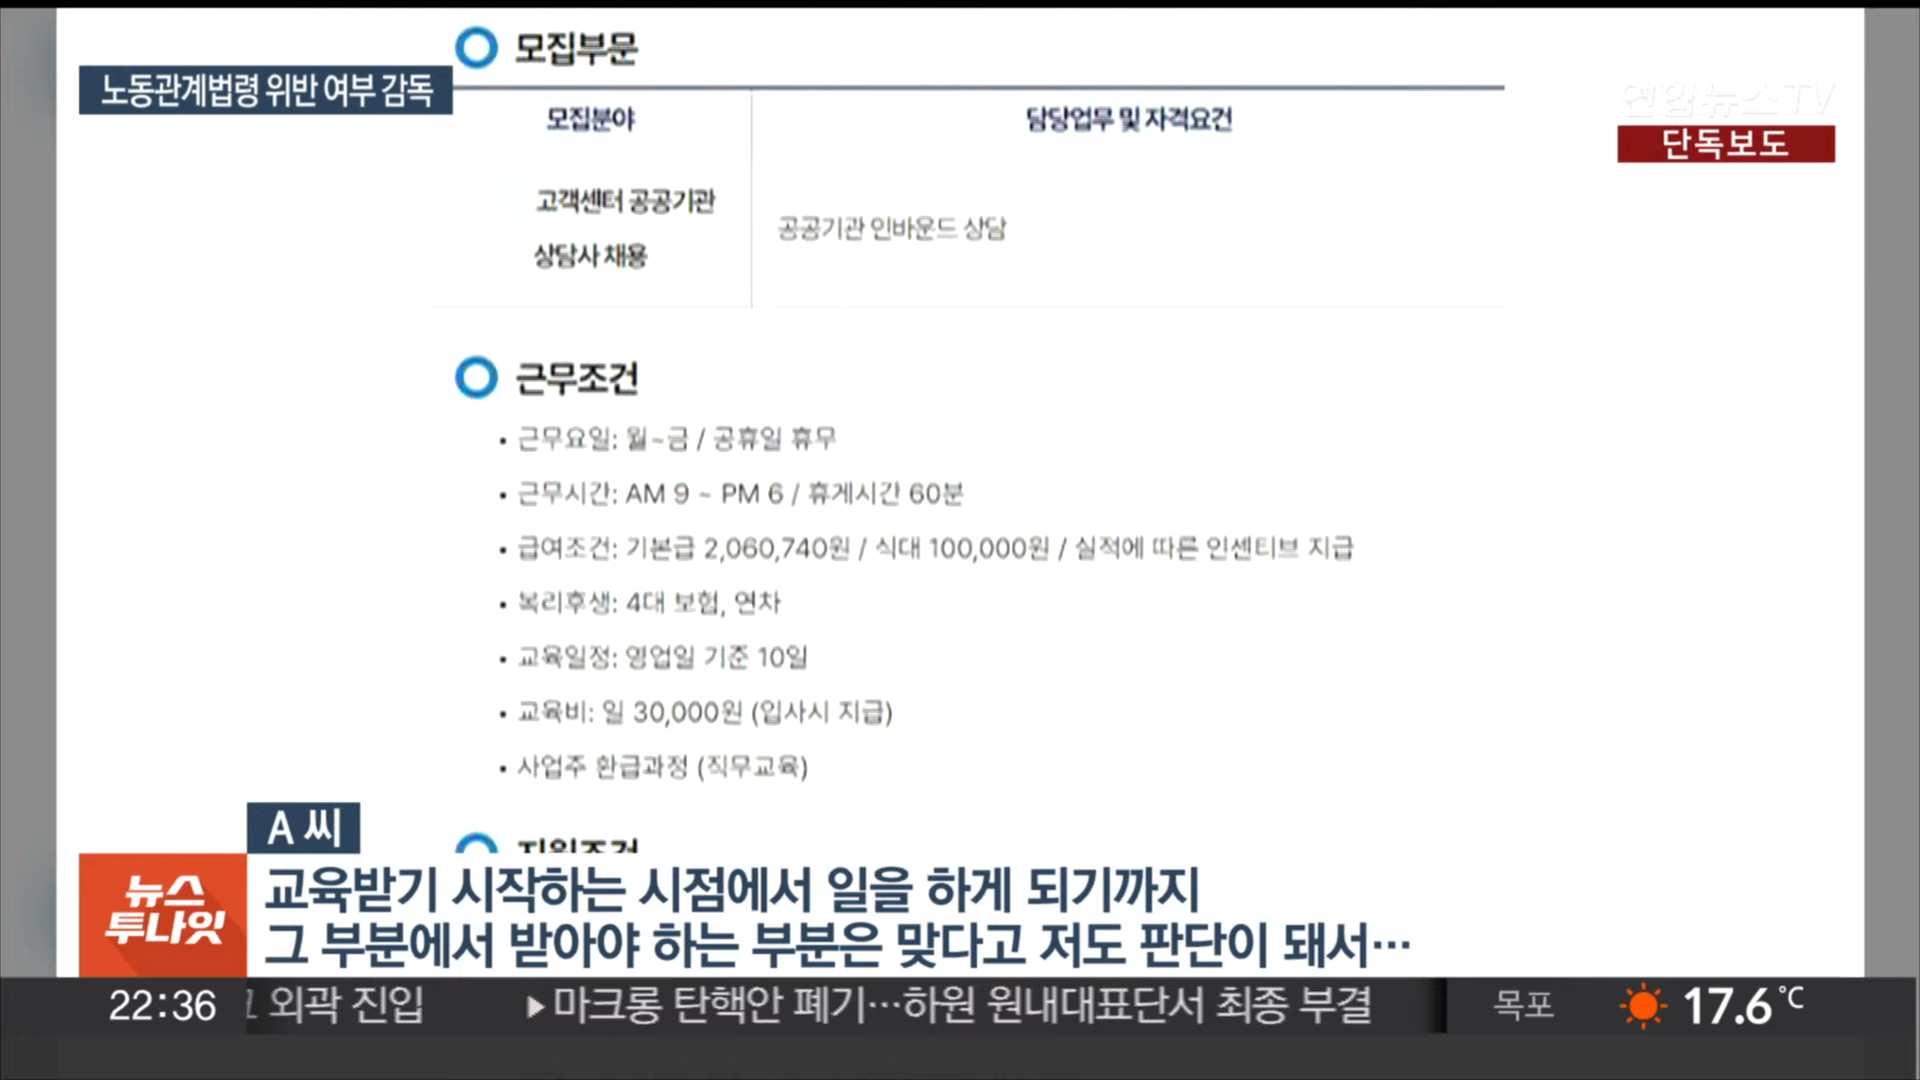 모집부문
노동관계법령 위반 여부 감독
연합뉴스TV
단독보도
모집분야
담당업무 및 자격요건
고객센터 공공기관
상담사 채용
공공기관 인바운드 상담
근무조건
• 근무요일: 월~금 / 공휴일 휴무
• 근무시간: AM 9 ~ PM 6 / 휴게시간 60분
• 급여조건: 기본급 2,060,740원 / 식대 100,000원 / 실적에 따른 인센티브 지급
• 복리후생: 4대 보험, 연차
• 교육일정: 영업일 기준 10일
• 교육비: 일 30,000원 (입사시 지급)
• 사업주 환급과정 (직무교육)
지원조건
A 씨
뉴스
투나잇
교육받기 시작하는 시점에서 일을 하게 되기까지
그 부분에서 받아야 하는 부분은 맞다고 저도 판단이 돼서…
22:36
외곽 진입
▶마크롱 탄핵안 폐기…하원 원내대표단서 최종 부결
목포
17.6℃